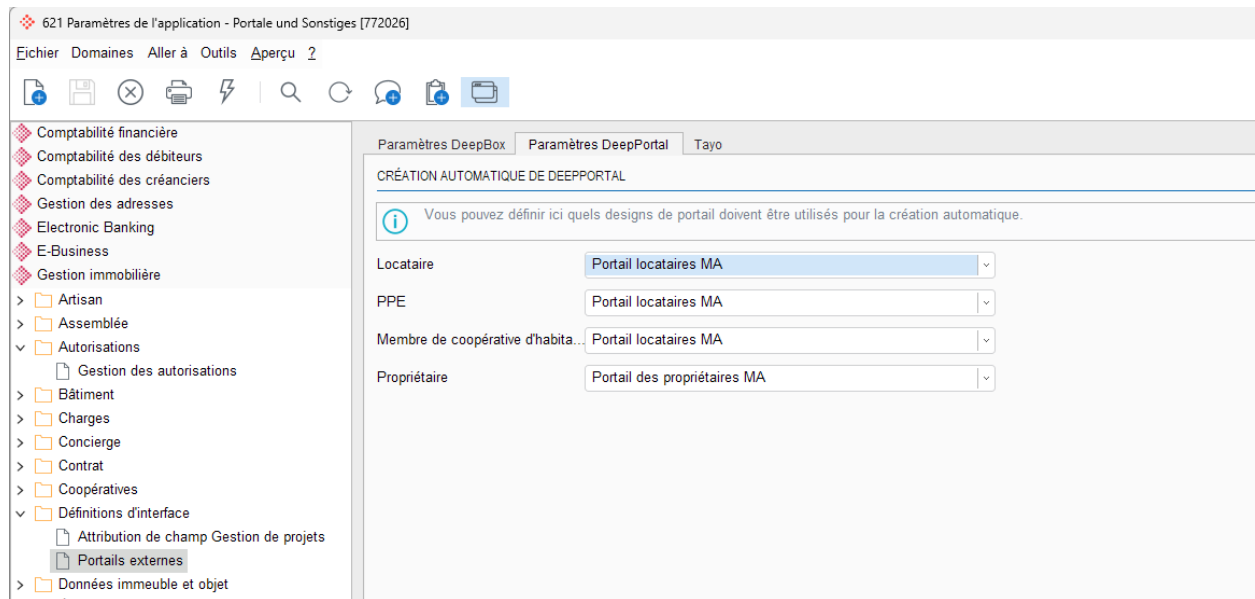 621 Paramètres de l'application - Portale und Sonstiges [772026]
Fichier Domaines Aller à Outils Aperçu ?
Comptabilité financière
Comptabilité des débiteurs
Comptabilité des créanciers
Gestion des adresses
Electronic Banking
E-Business
Gestion immobilière
Artisan
Assemblée
Autorisations
Gestion des autorisations
Bâtiment
Charges
Concierge
Contrat
Coopératives
Définitions d'interface
Attribution de champ Gestion de projets
Portails externes
Données immeuble et objet
Paramètres DeepBox Paramètres DeepPortal Tayo
CRÉATION AUTOMATIQUE DE DEEPPORTAL
Vous pouvez définir ici quels designs de portail doivent être utilisés pour la création automatique.
Locataire Portail locataires MA
PPE Portail locataires MA
Membre de coopérative d'habita... Portail locataires MA
Propriétaire Portail des propriétaires MA